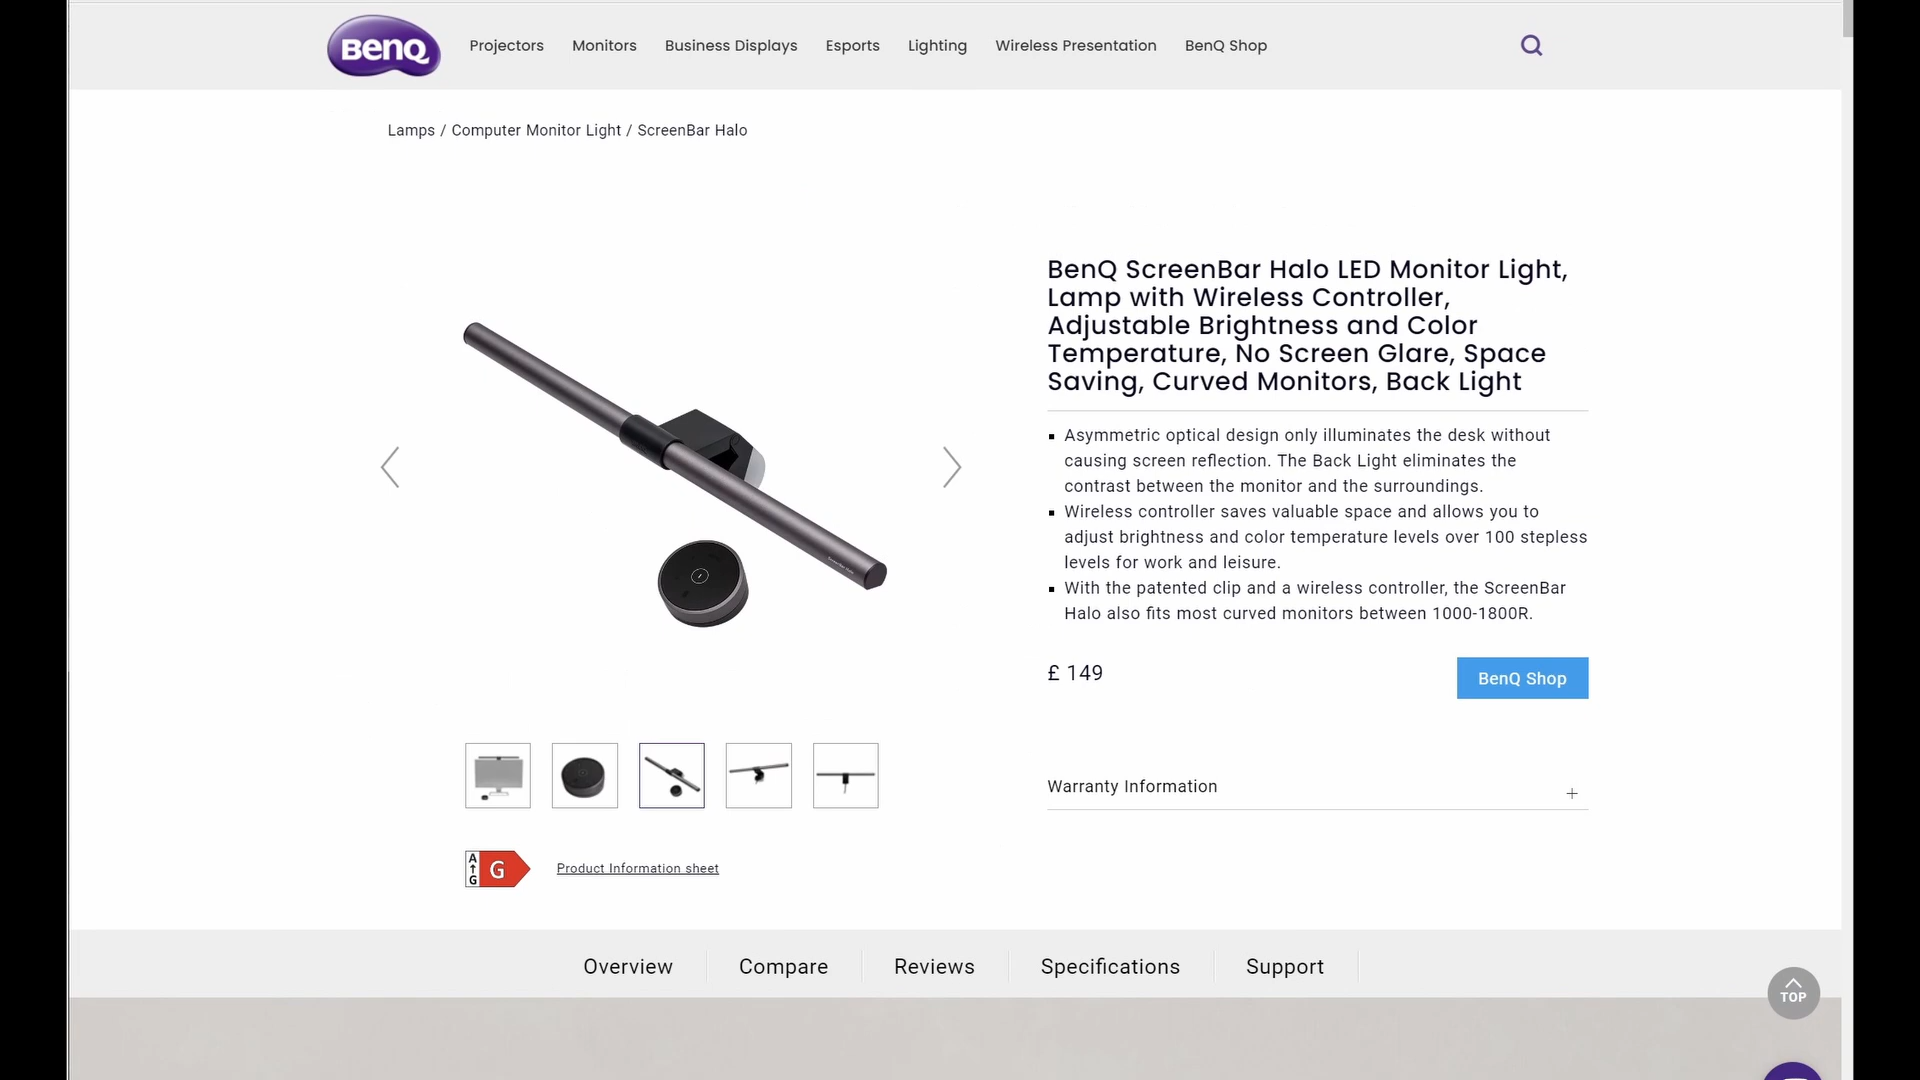 BenQ
Projectors
Monitors
Business Displays
Esports
Lighting
Wireless Presentation
BenQ Shop
Lamps / Computer Monitor Light / ScreenBar Halo
BenQ ScreenBar Halo LED Monitor Light,
Lamp with Wireless Controller,
Adjustable Brightness and Color
Temperature, No Screen Glare, Space
Saving, Curved Monitors, Back Light
Asymmetric optical design only illuminates the desk without
causing screen reflection. The Back Light eliminates the
contrast between the monitor and the surroundings.
Wireless controller saves valuable space and allows you to
adjust brightness and color temperature levels over 100 stepless
levels for work and leisure.
With the patented clip and a wireless controller, the ScreenBar
Halo also fits most curved monitors between 1000-1800R.
£ 149
BenQ Shop
Warranty Information
A
G
G
Product Information sheet
Overview
Compare
Reviews
Specifications
Support
TOP